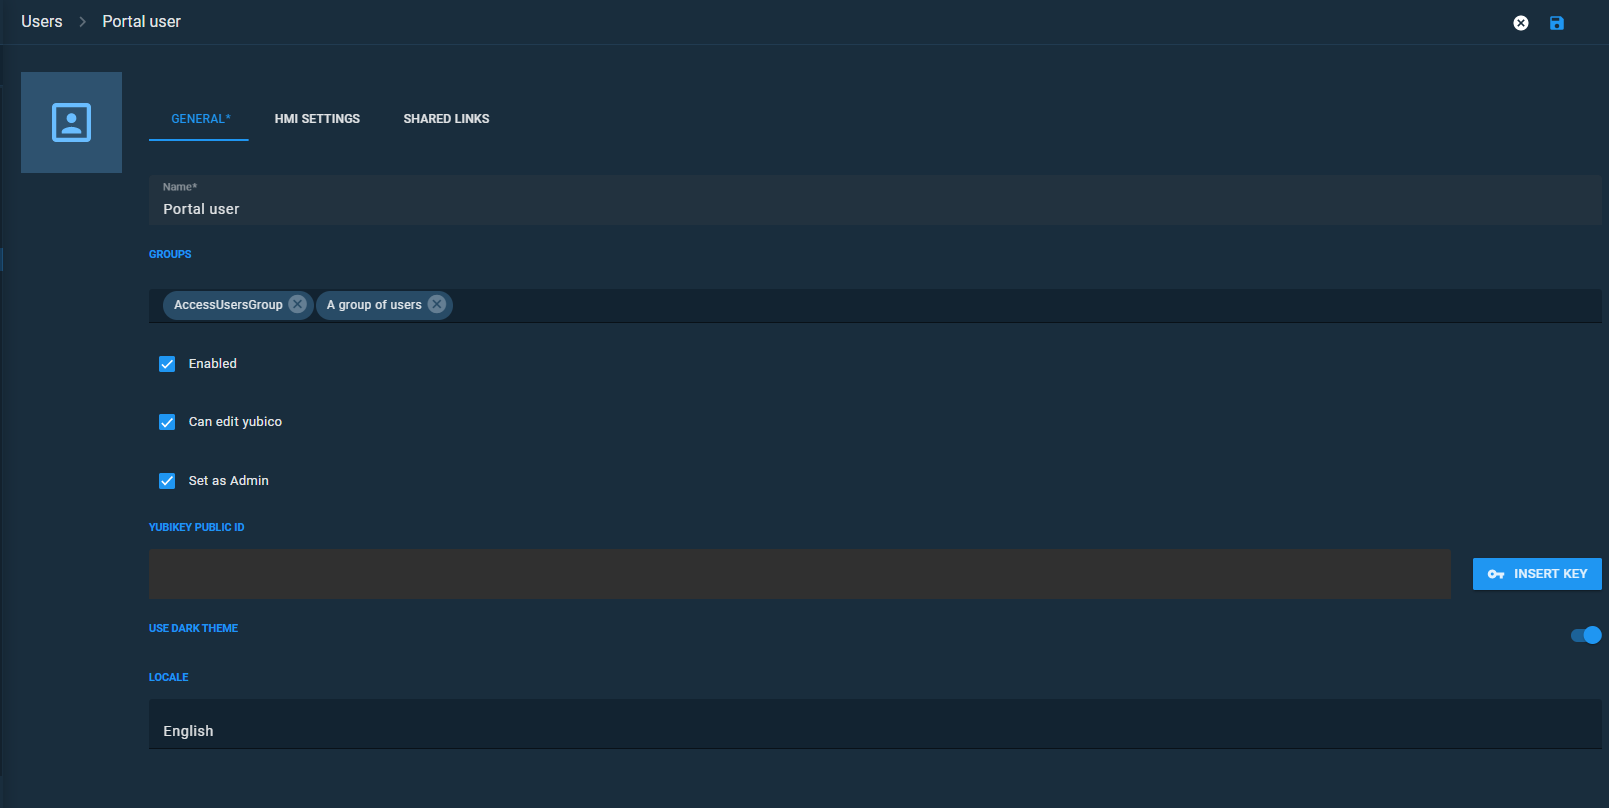 Users > Portal user
GENERAL* HMI SETTINGS SHARED LINKS
Name*
Portal user
GROUPS
AccessUsersGroup A group of users
Enabled
Can edit yubico
Set as Admin
YUBIKEY PUBLIC ID
INSERT KEY
USE DARK THEME
LOCALE
English